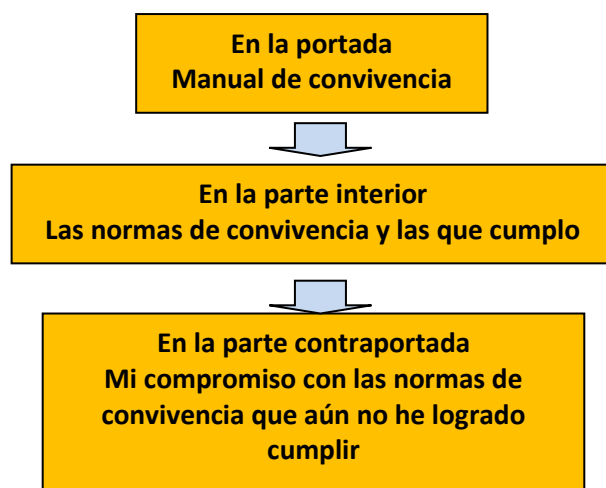 En la portada
Manual de convivencia
En la parte interior
Las normas de convivencia y las que cumplo
En la parte contraportada
Mi compromiso con las normas de
convivencia que aún no he logrado
cumplir